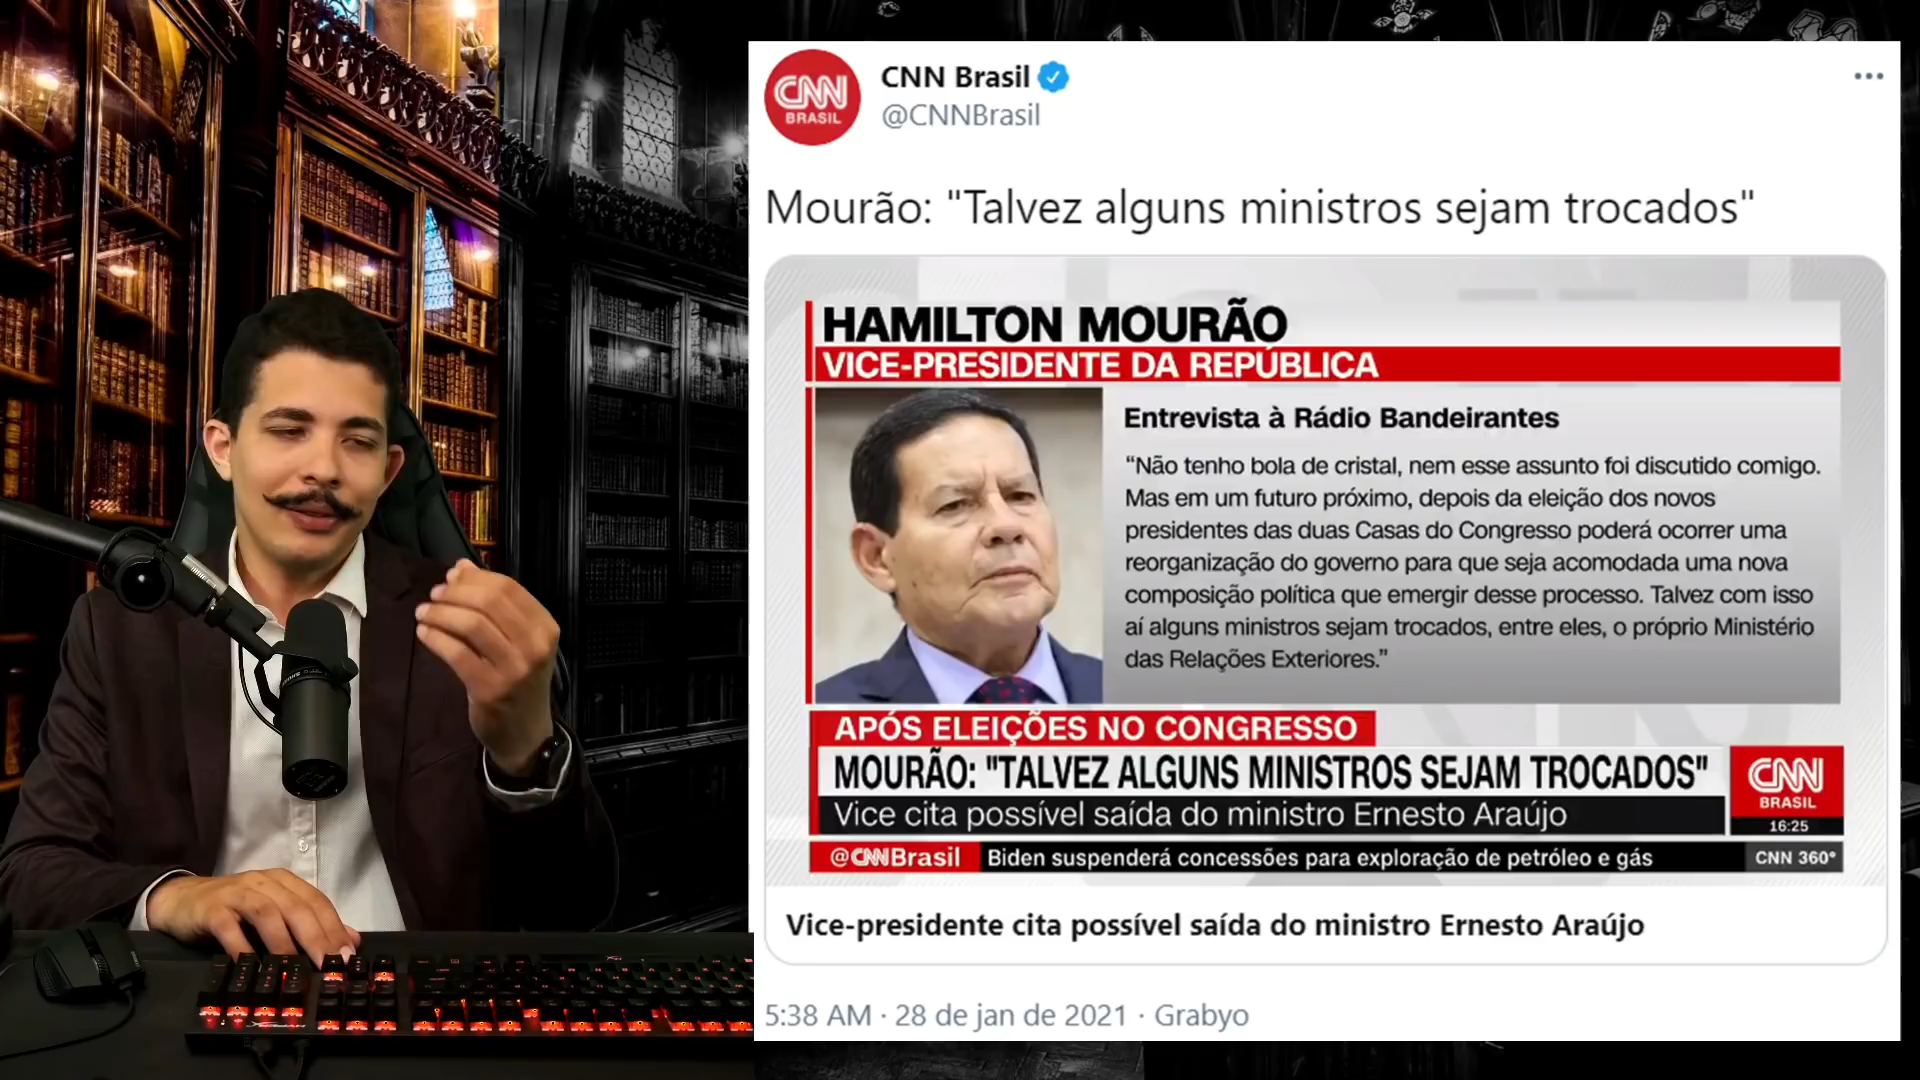 CNN Brasil
CNN
BRASIL
@CNNBrasil
Mourão: "Talvez alguns ministros sejam trocados"
HAMILTON MOURÃO
VICE-PRESIDENTE DA REPÚBLICA
Entrevista à Rádio Bandeirantes
“Não tenho bola de cristal, nem esse assunto foi discutido comigo.
Mas em um futuro próximo, depois da eleição dos novos
presidentes das duas Casas do Congresso poderá ocorrer uma
reorganização do governo para que seja acomodada uma nova
composição política que emergir desse processo. Talvez com isso
aí alguns ministros sejam trocados, entre eles, o próprio Ministério
das Relações Exteriores.”
APÓS ELEIÇÕES NO CONGRESSO
MOURÃO: "TALVEZ ALGUNS MINISTROS SEJAM TROCADOS"
Vice cita possível saída do ministro Ernesto Araújo
CNN
BRASIL
16:25
@CNNBrasil Biden suspenderá concessões para exploração de petróleo e gás CNN 360°
Vice-presidente cita possível saída do ministro Ernesto Araújo
5:38 AM · 28 de jan de 2021 · Grabyo